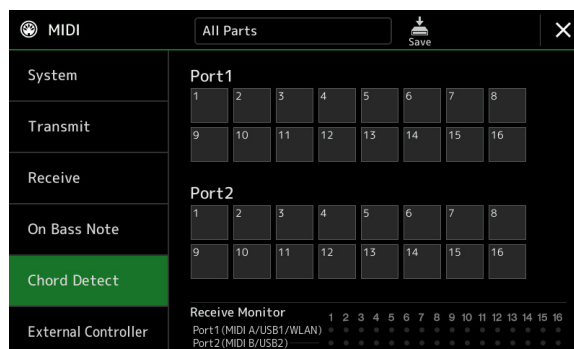 MIDI
All Parts
Save
System
Transmit
Receive
On Bass Note
Chord Detect
External Controller
Port1
1 2 3 4 5 6 7 8
9 10 11 12 13 14 15 16
Port2
1 2 3 4 5 6 7 8
9 10 11 12 13 14 15 16
Receive Monitor 1 2 3 4 5 6 7 8 9 10 11 12 13 14 15 16
Port1(MIDI A/USB1/WLAN)
Port2(MIDI B/USB2)